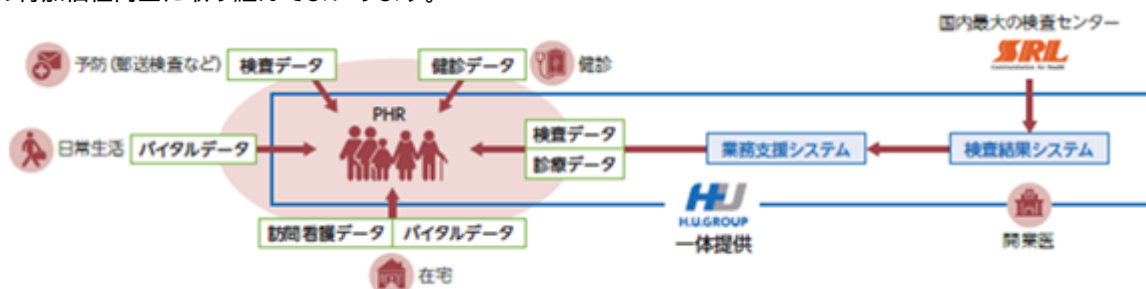 国内最大の検査センター
SRL
予防(郵送検査など)
検査データ
健診データ
健診
PHR
日常生活
バイタルデータ
検査データ
診療データ
業務支援システム
検査結果システム
H.U.GROUP
一体提供
開業医
訪問看護データ
バイタルデータ
在宅